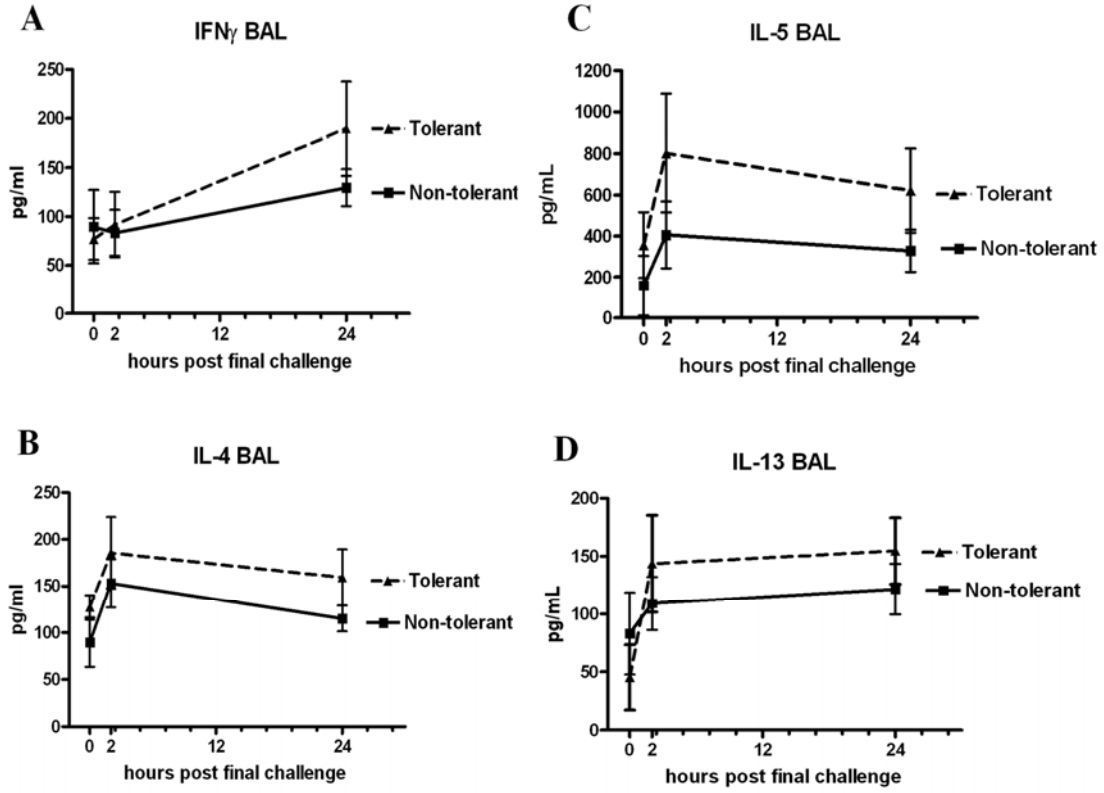 A
IFNγ BAL
250
200
150
100
50
0
pg/ml
Tolerant
Non-tolerant
0 2 12 24
hours post final challenge
C
IL-5 BAL
1200
1000
800
600
400
200
0
pg/mL
Tolerant
Non-tolerant
0 2 12 24
hours post final challenge
B
IL-4 BAL
250
200
150
100
50
0
pg/ml
Tolerant
Non-tolerant
0 2 12 24
hours post final challenge
D
IL-13 BAL
200
150
100
50
0
pg/mL
Tolerant
Non-tolerant
0 2 12 24
hours post final challenge